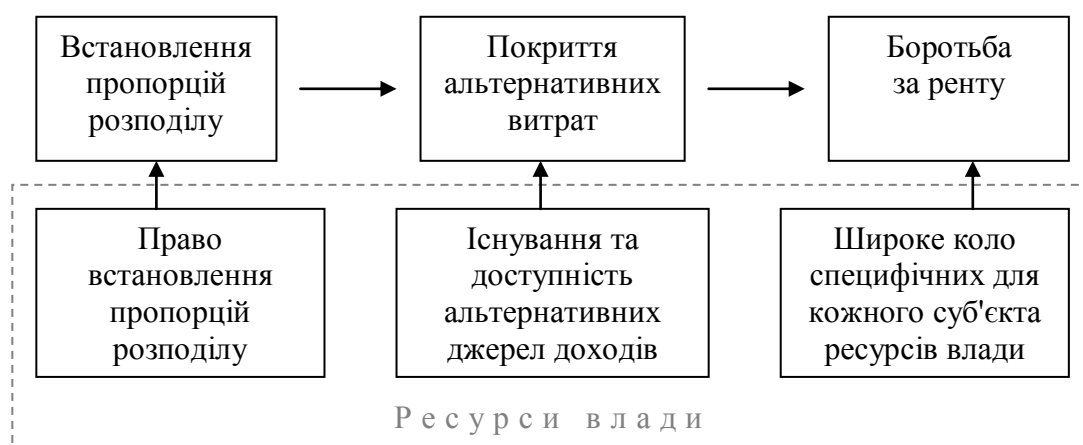 Встановлення
пропорцій
розподілу
Покриття
альтернативних
витрат
Боротьба
за ренту
Право
встановлення
пропорцій
розподілу
Існування та
доступність
альтернативних
джерел доходів
Широке коло
специфічних для
кожного суб'єкта
ресурсів влади
Ресурси влади